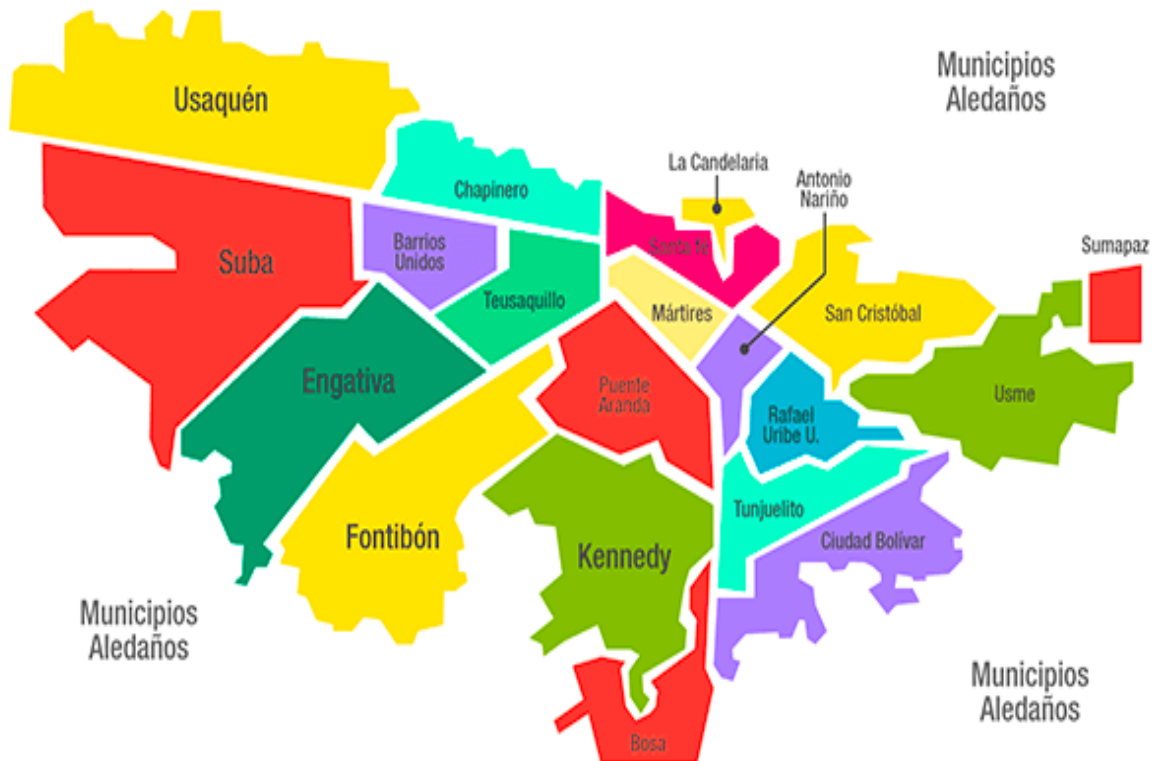 Municipios
Aledaños
Usaquén
La Candelaria
Antonio
Nariño
Chapinero
Barrios
Unidos
Santa fe
Sumapaz
Suba
Teusaquillo
Mártires
San Cristóbal
Engativa
Puente
Aranda
Usme
Rafael
Uribe U.
Fontibón
Kennedy
Tunjuelito
Ciudad Bolívar
Municipios
Aledaños
Municipios
Aledaños
Bosa